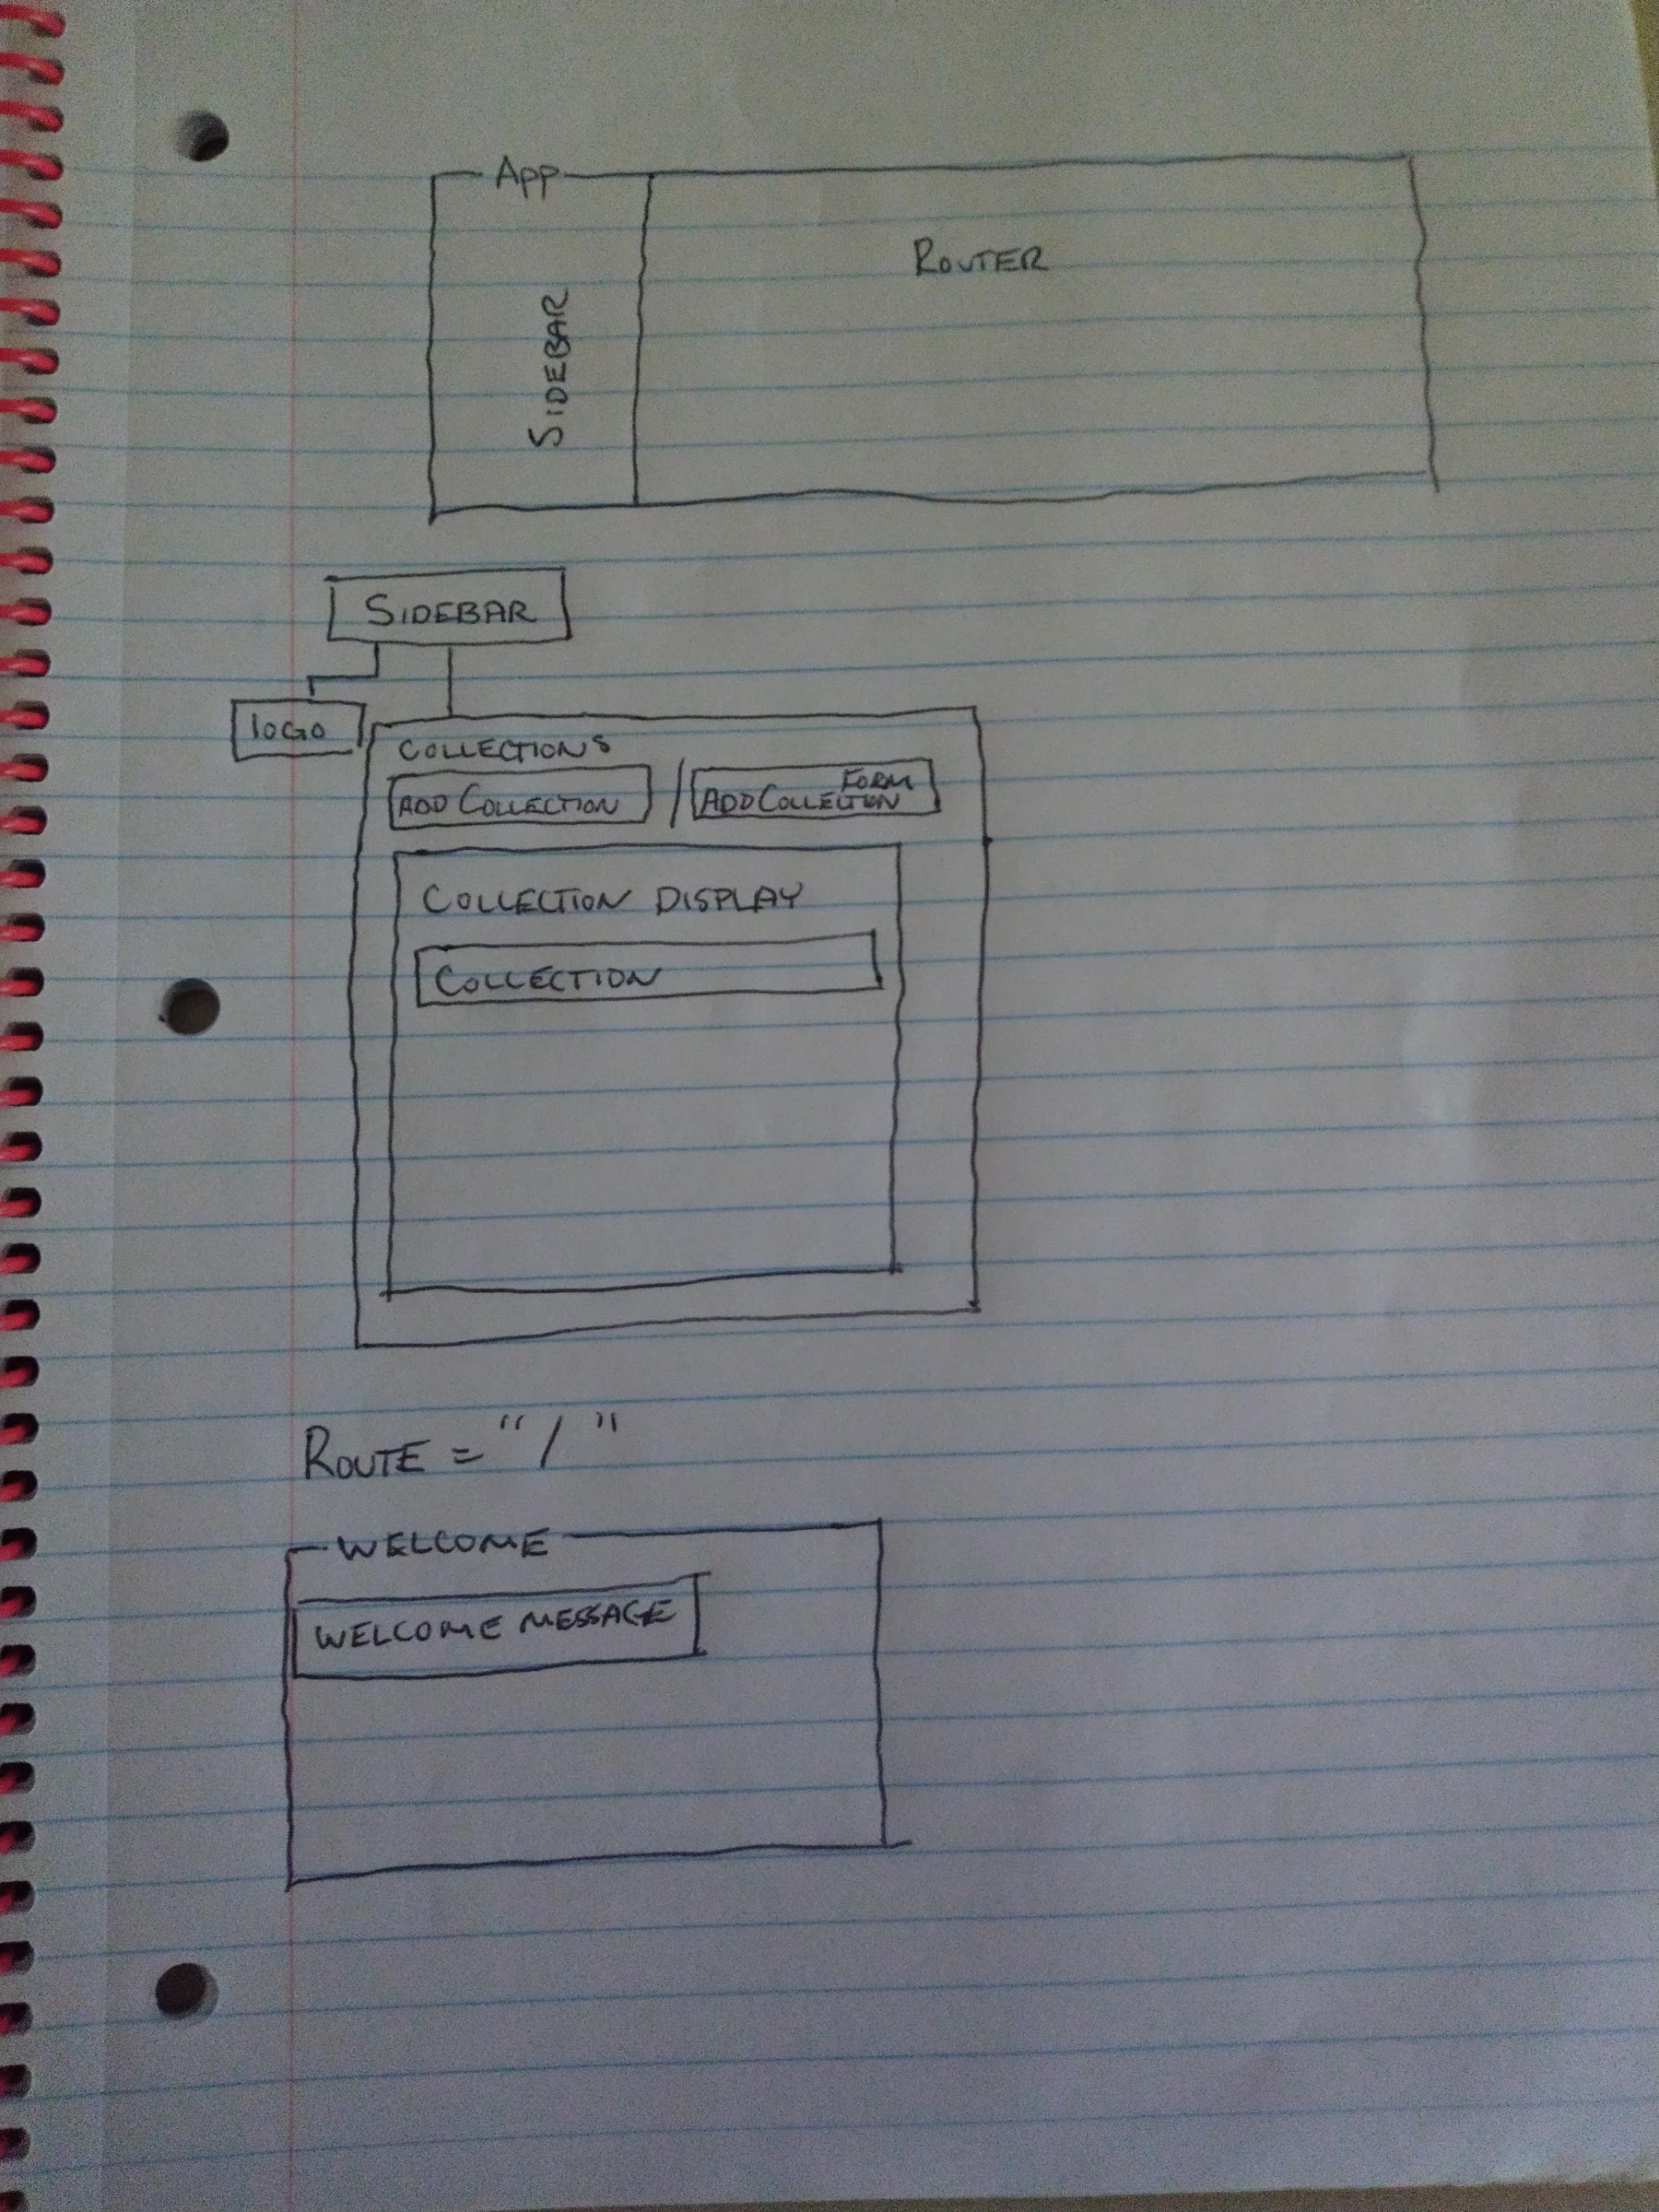 App
ROUTER
SIDEBAR
SIDEBAR
lOGO
COLLECTIONS
ADD COLLECTION / ADD COLLECTION FORM
COLLECTION DISPLAY
COLLECTION
ROUTE = "/"
WELCOME
WELCOME MESSAGE